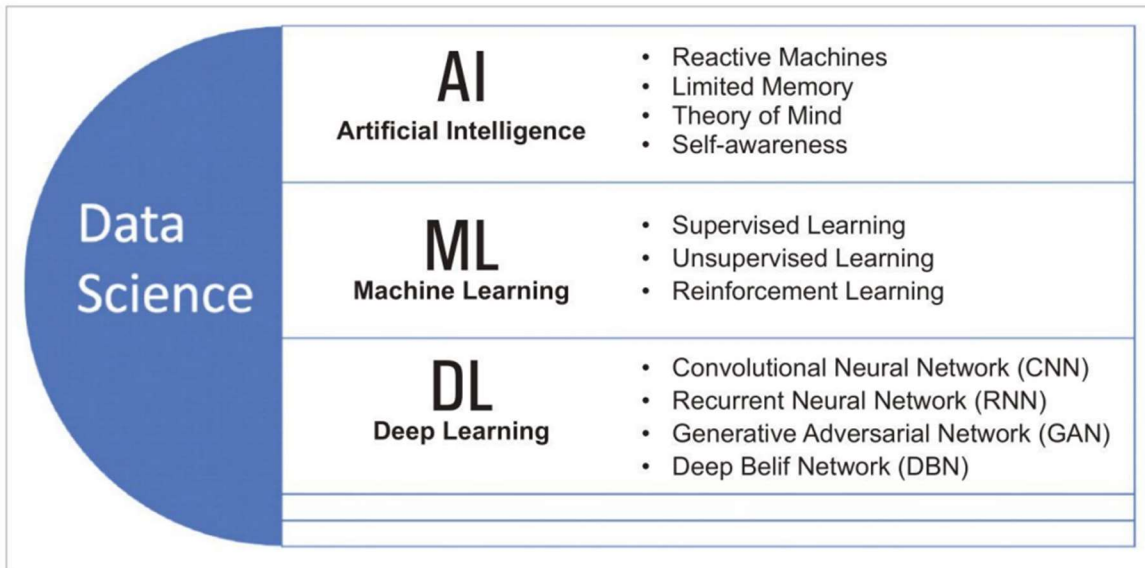 Data
Science
AI
Artificial Intelligence
• Reactive Machines
• Limited Memory
• Theory of Mind
• Self-awareness
ML
Machine Learning
• Supervised Learning
• Unsupervised Learning
• Reinforcement Learning
DL
Deep Learning
• Convolutional Neural Network (CNN)
• Recurrent Neural Network (RNN)
• Generative Adversarial Network (GAN)
• Deep Belif Network (DBN)